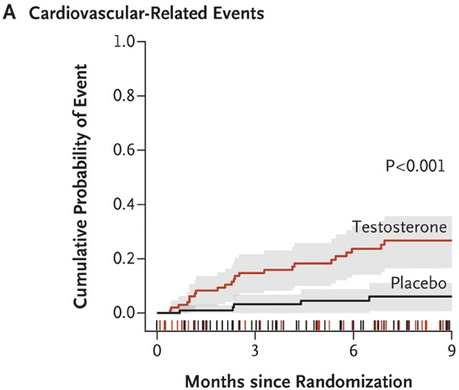 A Cardiovascular-Related Events
1.0
0.8
0.6
0.4
0.2
0.0
Cumulative Probability of Event
P<0.001
Testosterone
Placebo
0 3 6 9
Months since Randomization